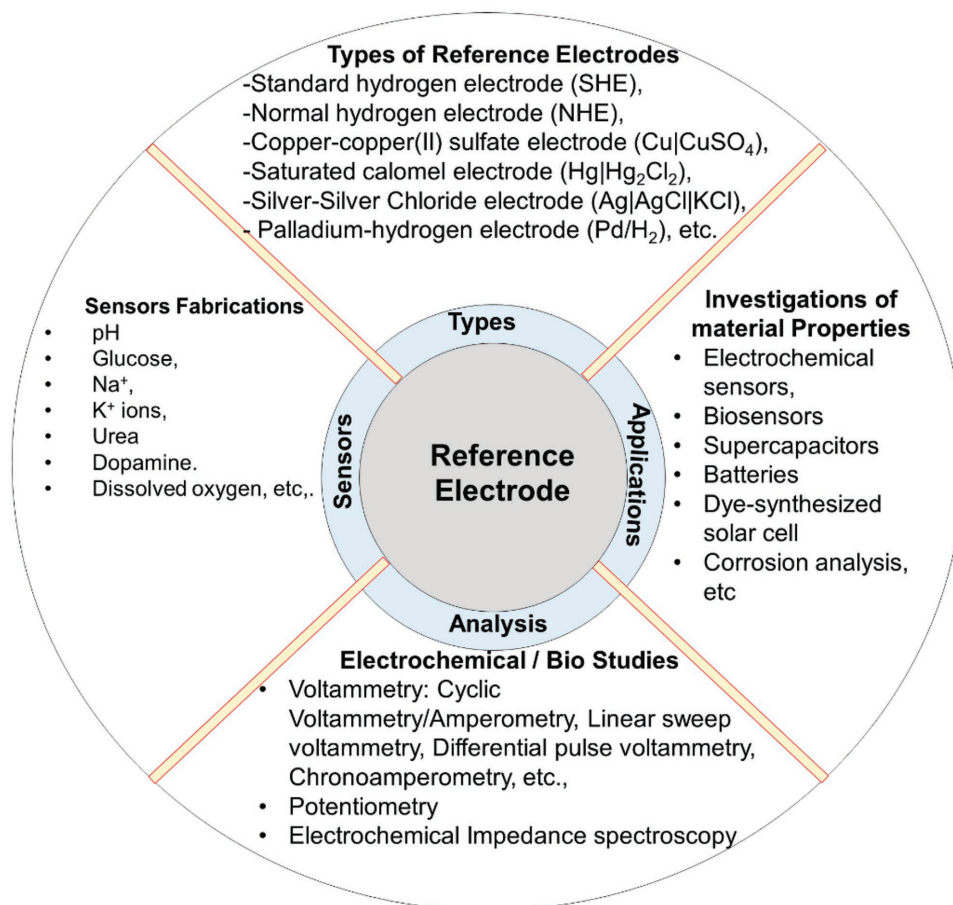 Types of Reference Electrodes
-Standard hydrogen electrode (SHE),
-Normal hydrogen electrode (NHE),
-Copper-copper(II) sulfate electrode (Cu|CuSO₄),
-Saturated calomel electrode (Hg|Hg₂Cl₂),
-Silver-Silver Chloride electrode (Ag|AgCl|KCl),
- Palladium-hydrogen electrode (Pd/H₂), etc.
Sensors Fabrications
• pH
• Glucose,
• Na⁺,
• K⁺ ions,
• Urea
• Dopamine.
• Dissolved oxygen, etc,.
Types
Sensors
Reference
Electrode
Applications
Analysis
Investigations of
material Properties
• Electrochemical
sensors,
• Biosensors
• Supercapacitors
• Batteries
• Dye-synthesized
solar cell
• Corrosion analysis,
etc
Electrochemical / Bio Studies
• Voltammetry: Cyclic
Voltammetry/Amperometry, Linear sweep
voltammetry, Differential pulse voltammetry,
Chronoamperometry, etc.,
• Potentiometry
• Electrochemical Impedance spectroscopy